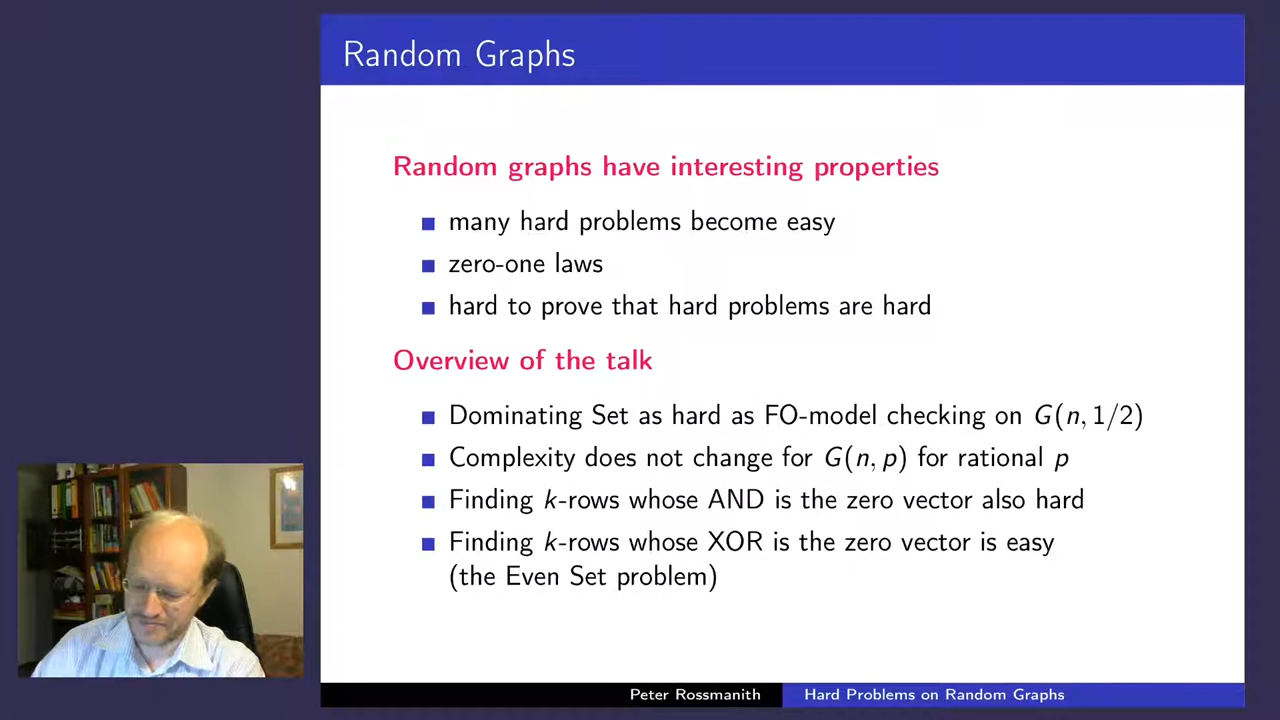 Random Graphs
Random graphs have interesting properties
many hard problems become easy
zero-one laws
hard to prove that hard problems are hard
Overview of the talk
Dominating Set as hard as FO-model checking on G(n, 1/2)
Complexity does not change for G(n, p) for rational p
Finding k-rows whose AND is the zero vector also hard
Finding k-rows whose XOR is the zero vector is easy
(the Even Set problem)
Peter Rossmanith
Hard Problems on Random Graphs